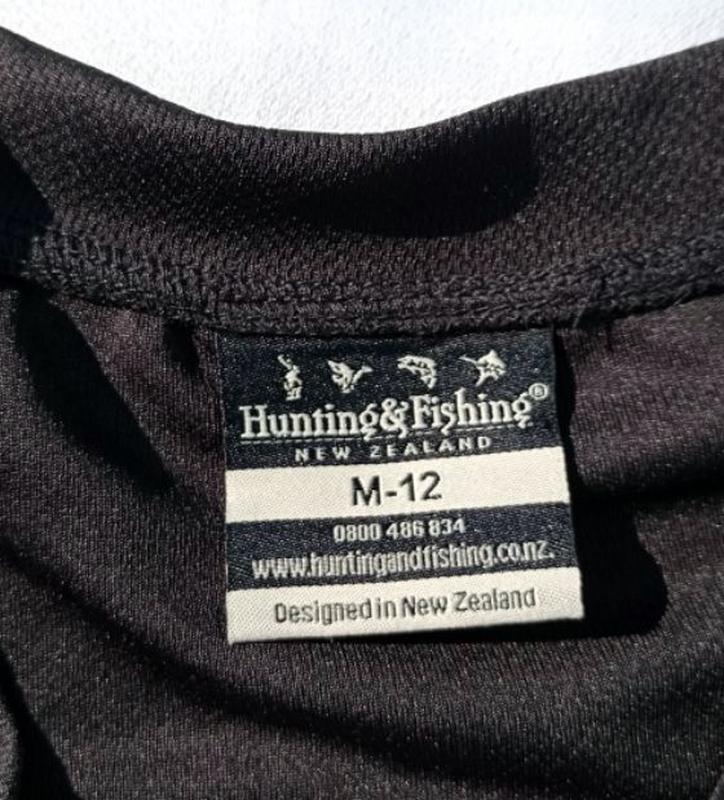 Hunting&Fishing®
NEW ZEALAND
M-12
0800 486 834
www.huntingandfishing.co.nz.
Designed in New Zealand